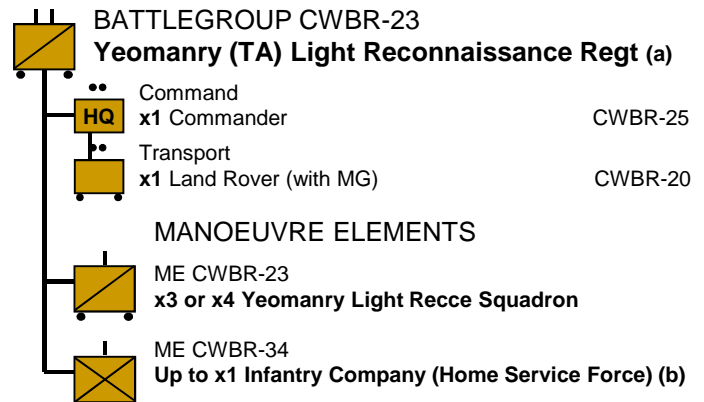 BATTLEGROUP CWBR-23
Yeomanry (TA) Light Reconnaissance Regt (a)
Command
HQ x1 Commander CWBR-25
Transport
x1 Land Rover (with MG) CWBR-20
MANOEUVRE ELEMENTS
ME CWBR-23
x3 or x4 Yeomanry Light Recce Squadron
ME CWBR-34
Up to x1 Infantry Company (Home Service Force) (b)